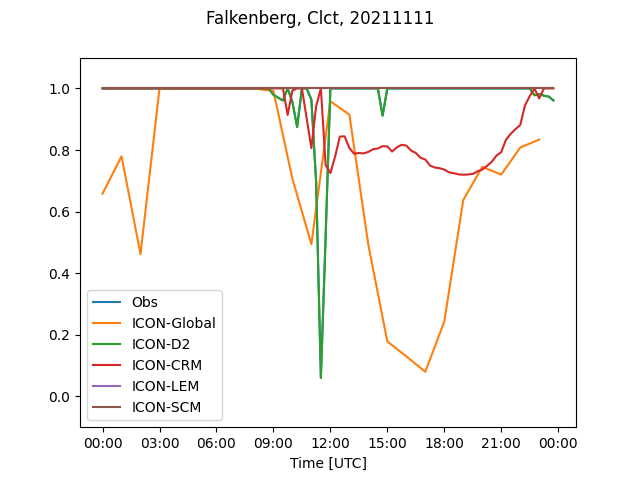 Falkenberg, Clct, 20211111
1.0
0.8
0.6
0.4
0.2
0.0
Obs
ICON-Global
ICON-D2
ICON-CRM
ICON-LEM
ICON-SCM
00:00 03:00 06:00 09:00 12:00 15:00 18:00 21:00 00:00
Time [UTC]